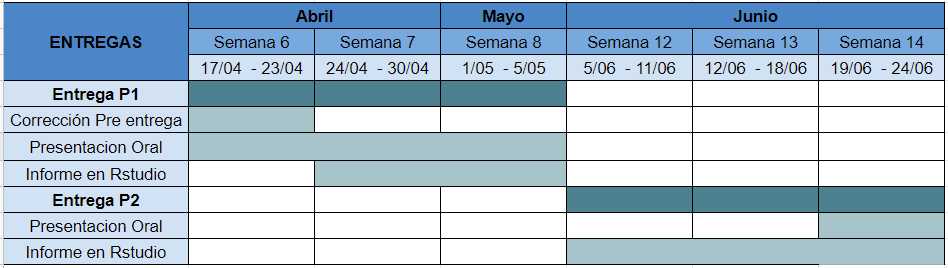 Abril Mayo Junio
ENTREGAS Semana 6 Semana 7 Semana 8 Semana 12 Semana 13 Semana 14
17/04 - 23/04 24/04 - 30/04 1/05 - 5/05 5/06 - 11/06 12/06 - 18/06 19/06 - 24/06
Entrega P1
Corrección Pre entrega
Presentacion Oral
Informe en Rstudio
Entrega P2
Presentacion Oral
Informe en Rstudio